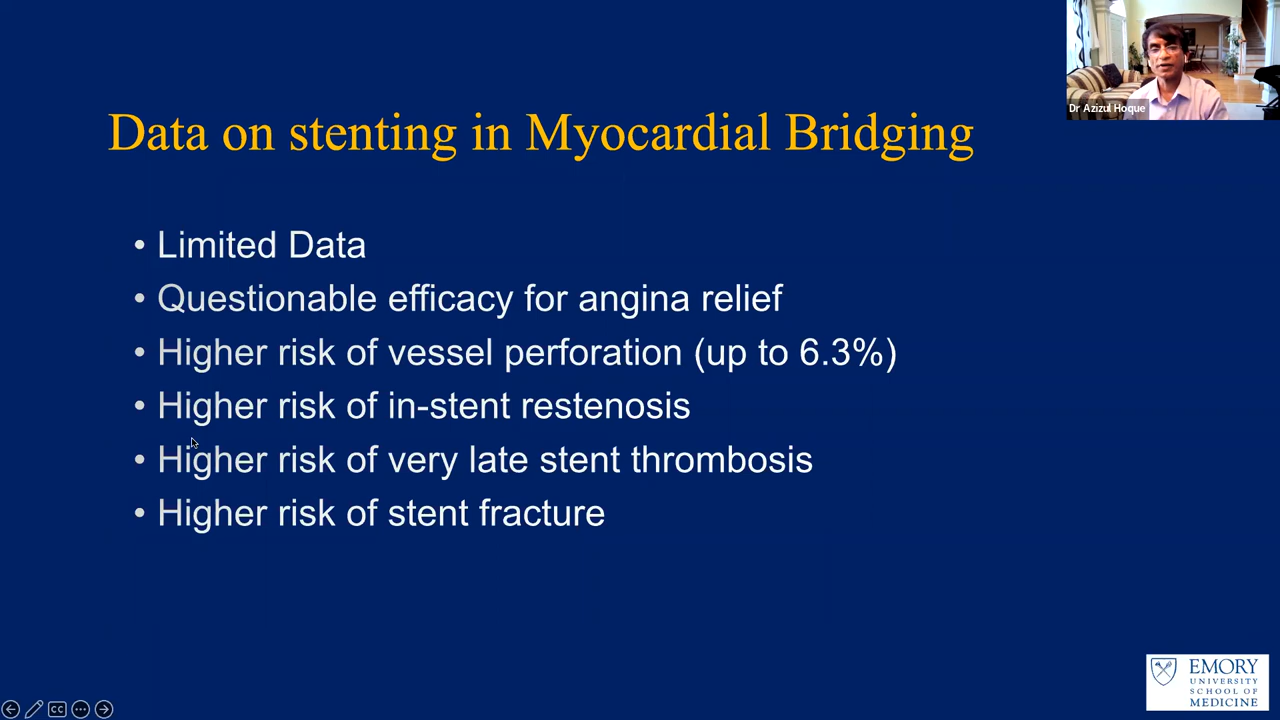 Dr Azizul Hoque
Data on stenting in Myocardial Bridging
• Limited Data
• Questionable efficacy for angina relief
• Higher risk of vessel perforation (up to 6.3%)
• Higher risk of in-stent restenosis
• Higher risk of very late stent thrombosis
• Higher risk of stent fracture
CC
EMORY
UNIVERSITY
SCHOOL OF
MEDICINE